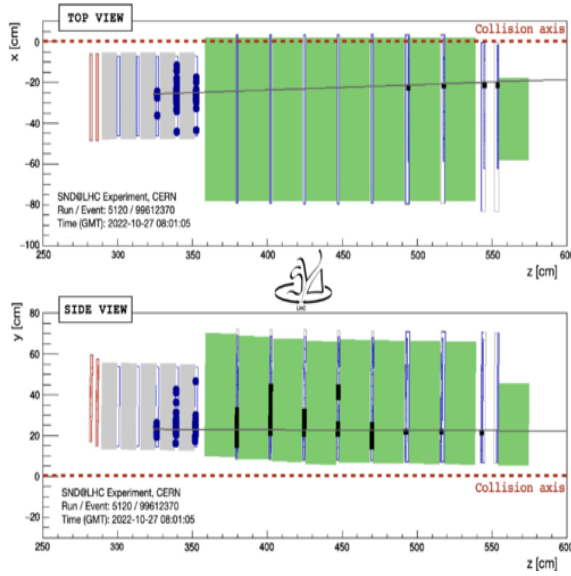 TOP VIEW
Collision axis
x [cm]
20
0
-20
-40
-60
-80
-100
SND@LHC Experiment, CERN
Run / Event: 5120 / 99612370
Time (GMT): 2022-10-27 08:01:05
250 300 350 400 450 500 550 600
z [cm]
LHC
SIDE VIEW
y [cm]
80
60
40
20
0
-20
Collision axis
SND@LHC Experiment, CERN
Run / Event: 5120 / 99612370
Time (GMT): 2022-10-27 08:01:05
250 300 350 400 450 500 550 600
z [cm]